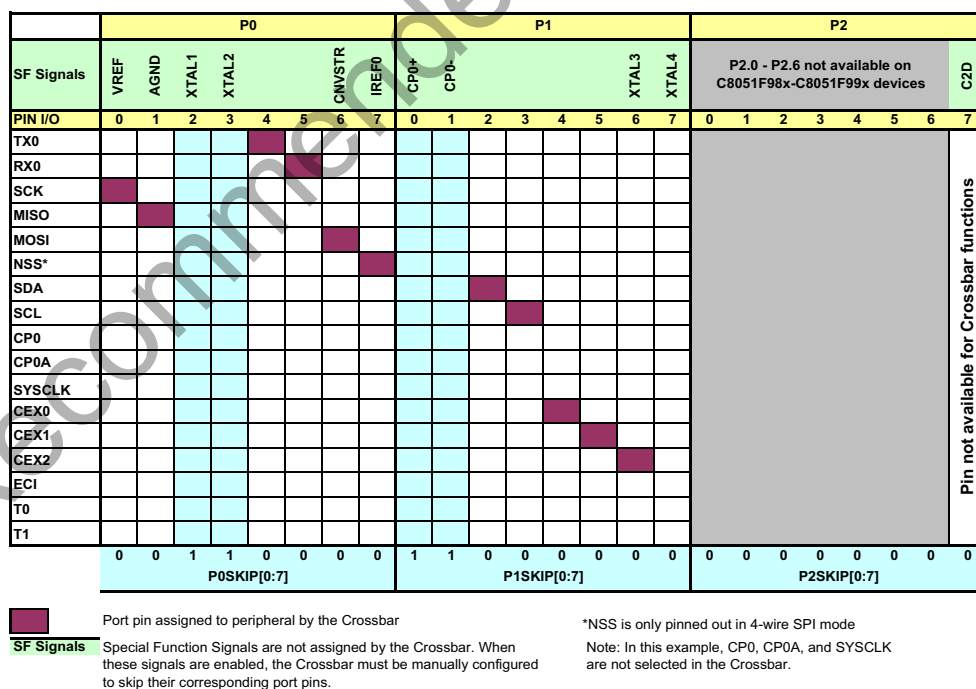 P0 P1 P2
SF Signals VREF AGND XTAL1 XTAL2 CNVSTR IREF0 CP0+ CP0- XTAL3 XTAL4 P2.0 - P2.6 not available on C8051F98x-C8051F99x devices C2D
PIN I/O 0 1 2 3 4 5 6 7 0 1 2 3 4 5 6 7 0 1 2 3 4 5 6 7
TX0
RX0
SCK
MISO
MOSI
NSS*
SDA
SCL
CP0
CP0A
SYSCLK
CEX0
CEX1
CEX2
ECI
T0
T1
Pin not available for Crossbar functions
0 0 1 1 0 0 0 0 1 1 0 0 0 0 0 0 0 0 0 0 0 0 0 0
P0SKIP[0:7] P1SKIP[0:7] P2SKIP[0:7]
Port pin assigned to peripheral by the Crossbar
SF Signals Special Function Signals are not assigned by the Crossbar. When
these signals are enabled, the Crossbar must be manually configured
to skip their corresponding port pins.
*NSS is only pinned out in 4-wire SPI mode
Note: In this example, CP0, CP0A, and SYSCLK
are not selected in the Crossbar.